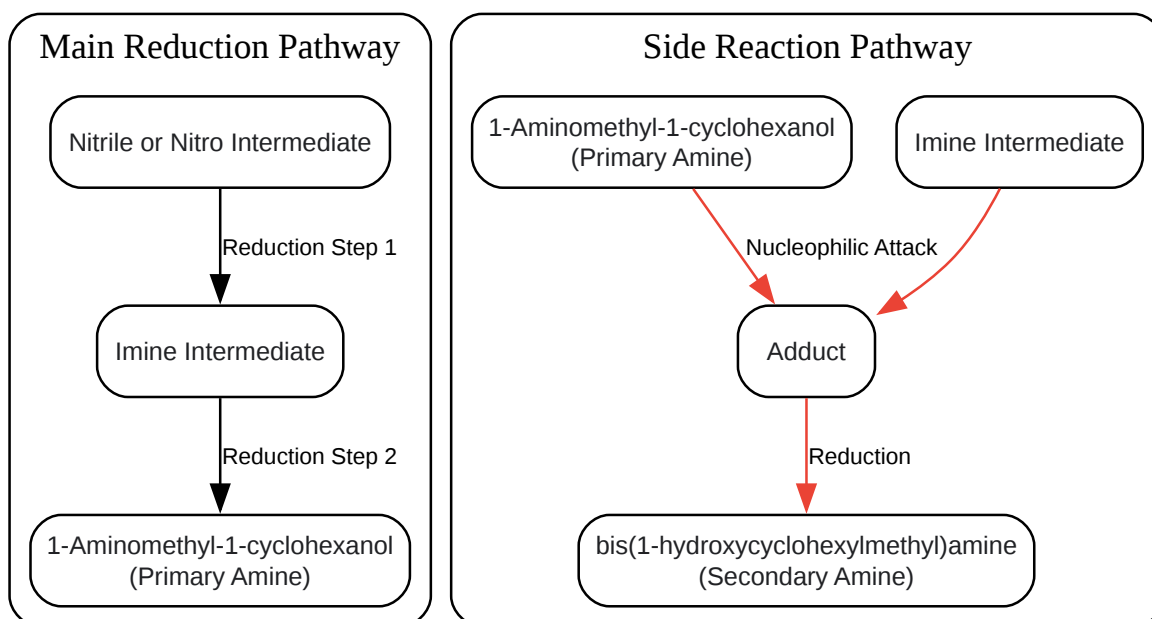 Main Reduction Pathway
Nitrile or Nitro Intermediate
Reduction Step 1
Imine Intermediate
Reduction Step 2
1-Aminomethyl-1-cyclohexanol
(Primary Amine)
Side Reaction Pathway
1-Aminomethyl-1-cyclohexanol
(Primary Amine)
Imine Intermediate
Nucleophilic Attack
Adduct
Reduction
bis(1-hydroxycyclohexylmethyl)amine
(Secondary Amine)